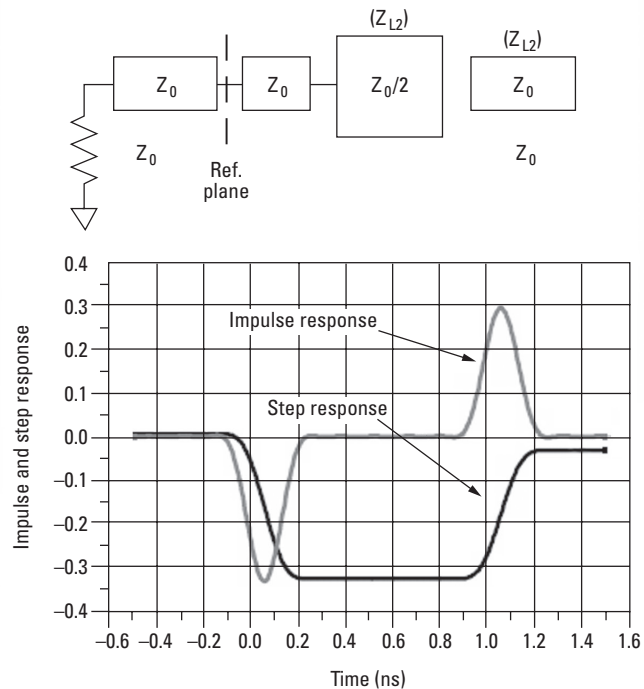 (Z_L2)
(Z_L2)
Z_0
Z_0
Z_0/2
Z_0
Z_0
Ref.
plane
Z_0
0.4
0.3
0.2
0.1
0.0
–0.1
–0.2
–0.3
–0.4
Impulse and step response
Impulse response
Step response
–0.6 –0.4 –0.2 0.0 0.2 0.4 0.6 0.8 1.0 1.2 1.4 1.6
Time (ns)